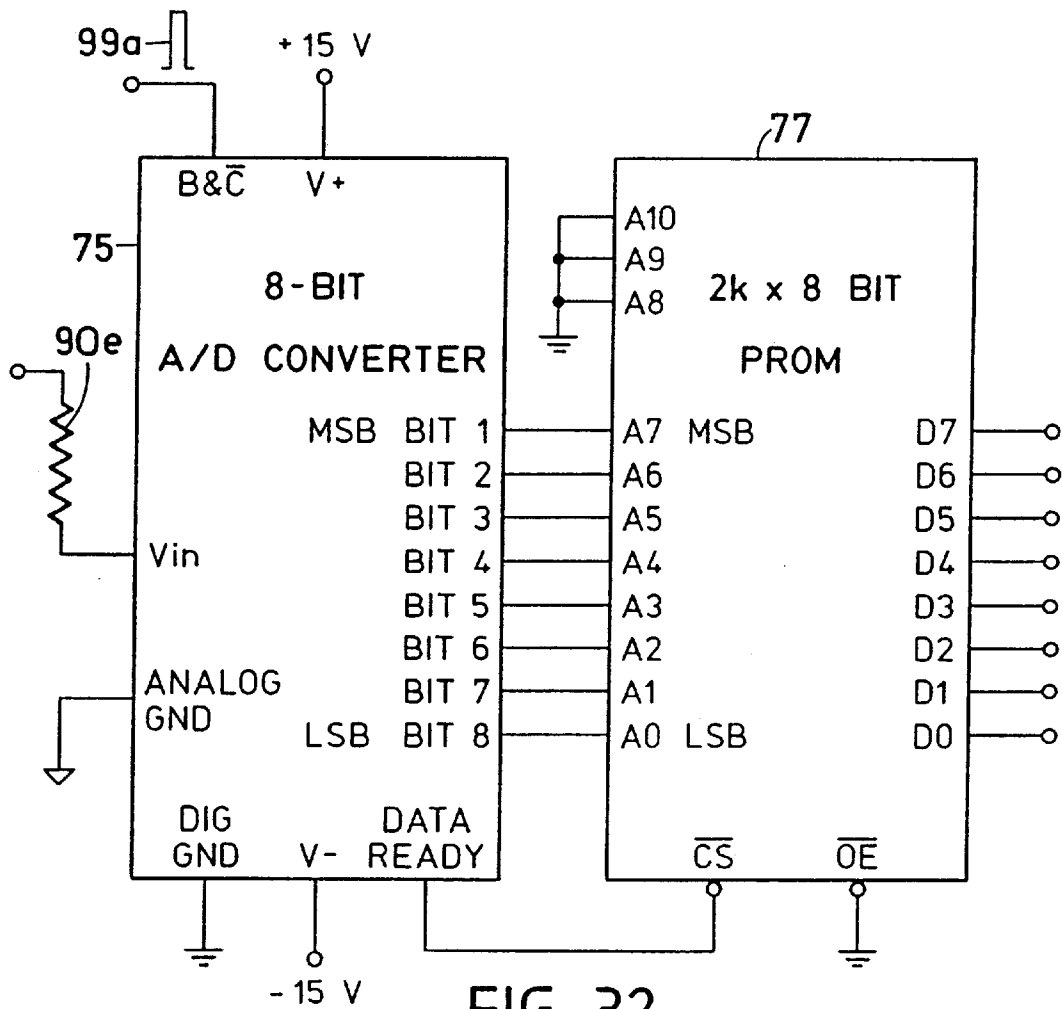 99a
+15 V
77
B&C̅ V+
A10
75
A9
8-BIT 2k x 8 BIT
A8
90e
A/D CONVERTER PROM
MSB BIT 1 A7 MSB D7
BIT 2 A6 D6
BIT 3 A5 D5
Vin BIT 4 A4 D4
BIT 5 A3 D3
BIT 6 A2 D2
ANALOG GND
BIT 7 A1 D1
LSB BIT 8 A0 LSB D0
DIG GND
V-
DATA READY
C̅S̅ O̅E̅
-15 V
FIG. 32